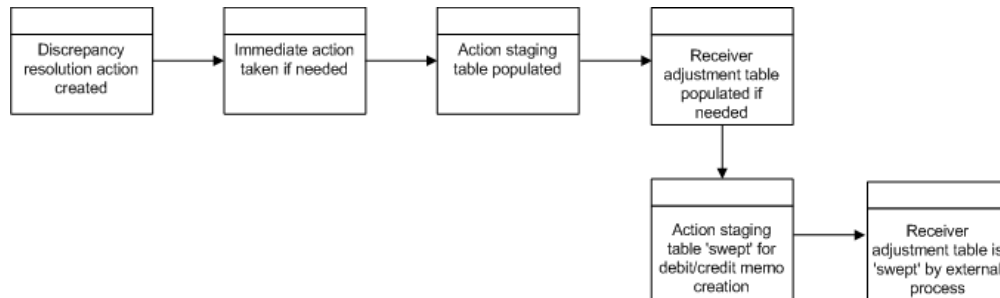 Discrepancy
resolution action
created
Immediate action
taken if needed
Action staging
table populated
Receiver
adjustment table
populated if
needed
Action staging
table 'swept' for
debit/credit memo
creation
Receiver
adjustment table is
'swept' by external
process